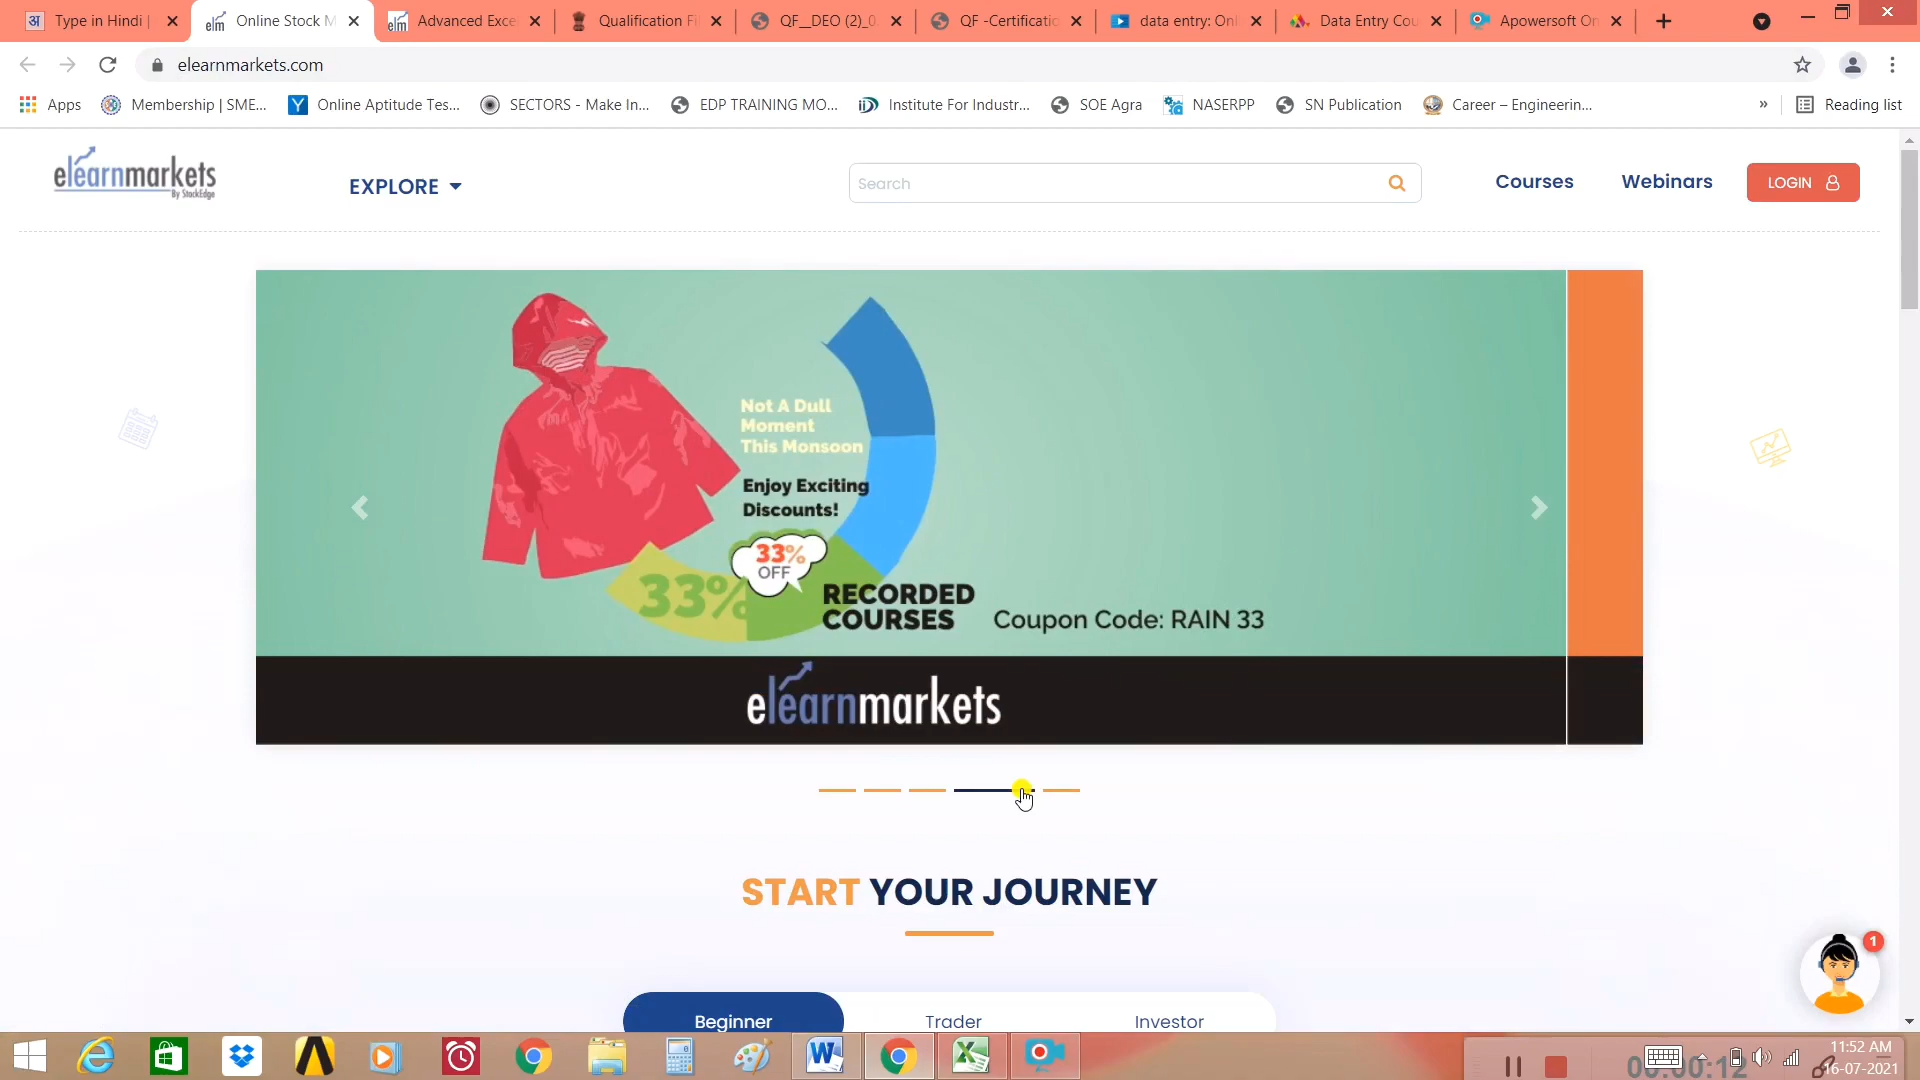 Type in Hindi |
Online Stock M
Advanced Exce
Qualification Fi
QF__DEO (2)_0.
QF -Certificatio
data entry: Onl
Data Entry Cou
Apowersoft On
elearnmarkets.com
Apps
Membership | SME...
Online Aptitude Tes...
SECTORS - Make In...
EDP TRAINING MO...
Institute For Industr...
SOE Agra
NASERPP
SN Publication
Career – Engineerin...
»
Reading list
elearnmarkets
By StockEdge
EXPLORE
Search
Courses
Webinars
LOGIN
Not A Dull
Moment
This Monsoon
Enjoy Exciting
Discounts!
33%
OFF
33%
RECORDED
COURSES
Coupon Code: RAIN 33
elearnmarkets
START YOUR JOURNEY
1
Beginner
Trader
Investor
00:00:12
11:52 AM
16-07-2021